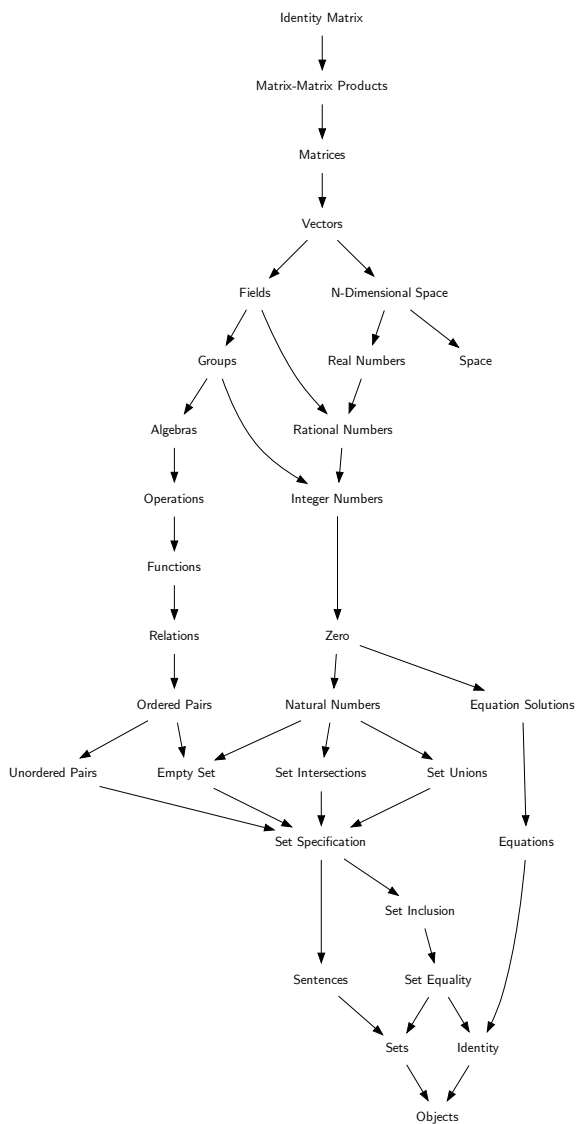 Identity Matrix
Matrix-Matrix Products
Matrices
Vectors
Fields
N-Dimensional Space
Groups
Real Numbers
Space
Algebras
Rational Numbers
Operations
Integer Numbers
Functions
Relations
Zero
Ordered Pairs
Natural Numbers
Equation Solutions
Unordered Pairs
Empty Set
Set Intersections
Set Unions
Set Specification
Equations
Set Inclusion
Sentences
Set Equality
Sets
Identity
Objects